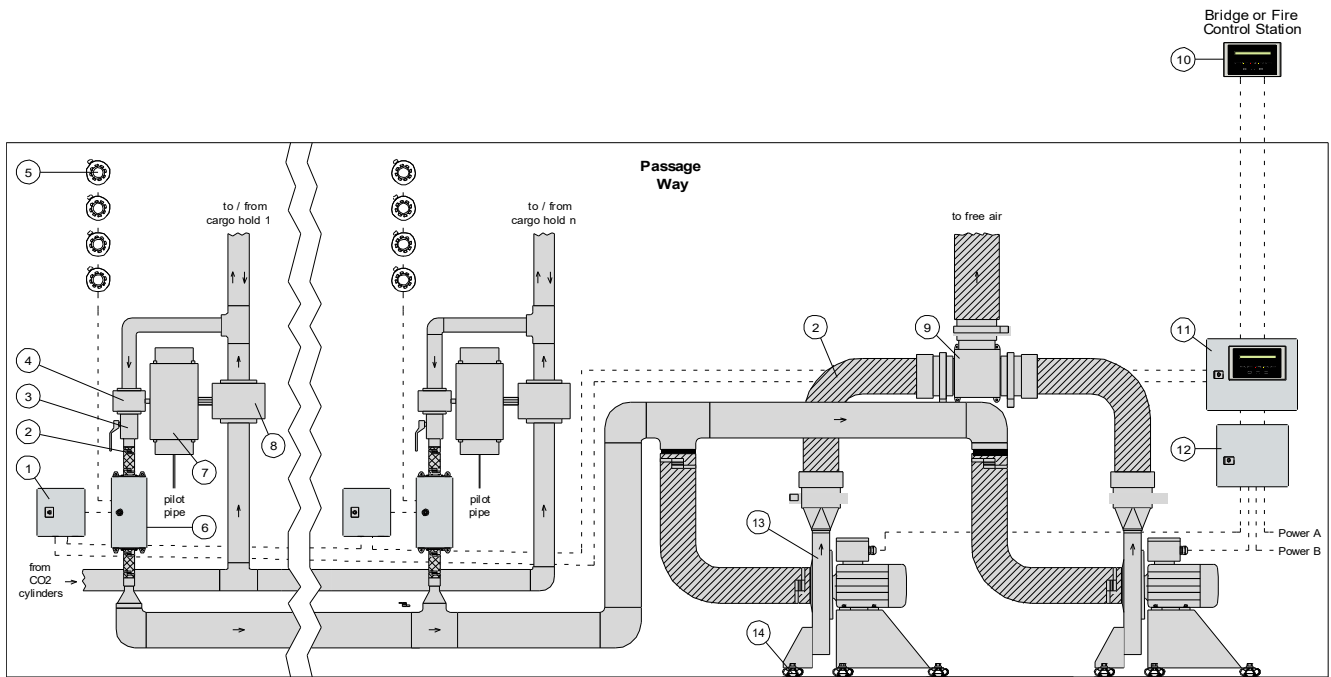 Bridge or Fire
Control Station
10
Passage
Way
5
to / from
cargo hold 1
to / from
cargo hold n
to free air
2
9
11
4
3
8
2
12
7
1
pilot
pipe
pilot
pipe
6
13
Power A
Power B
from
CO2
cylinders
14